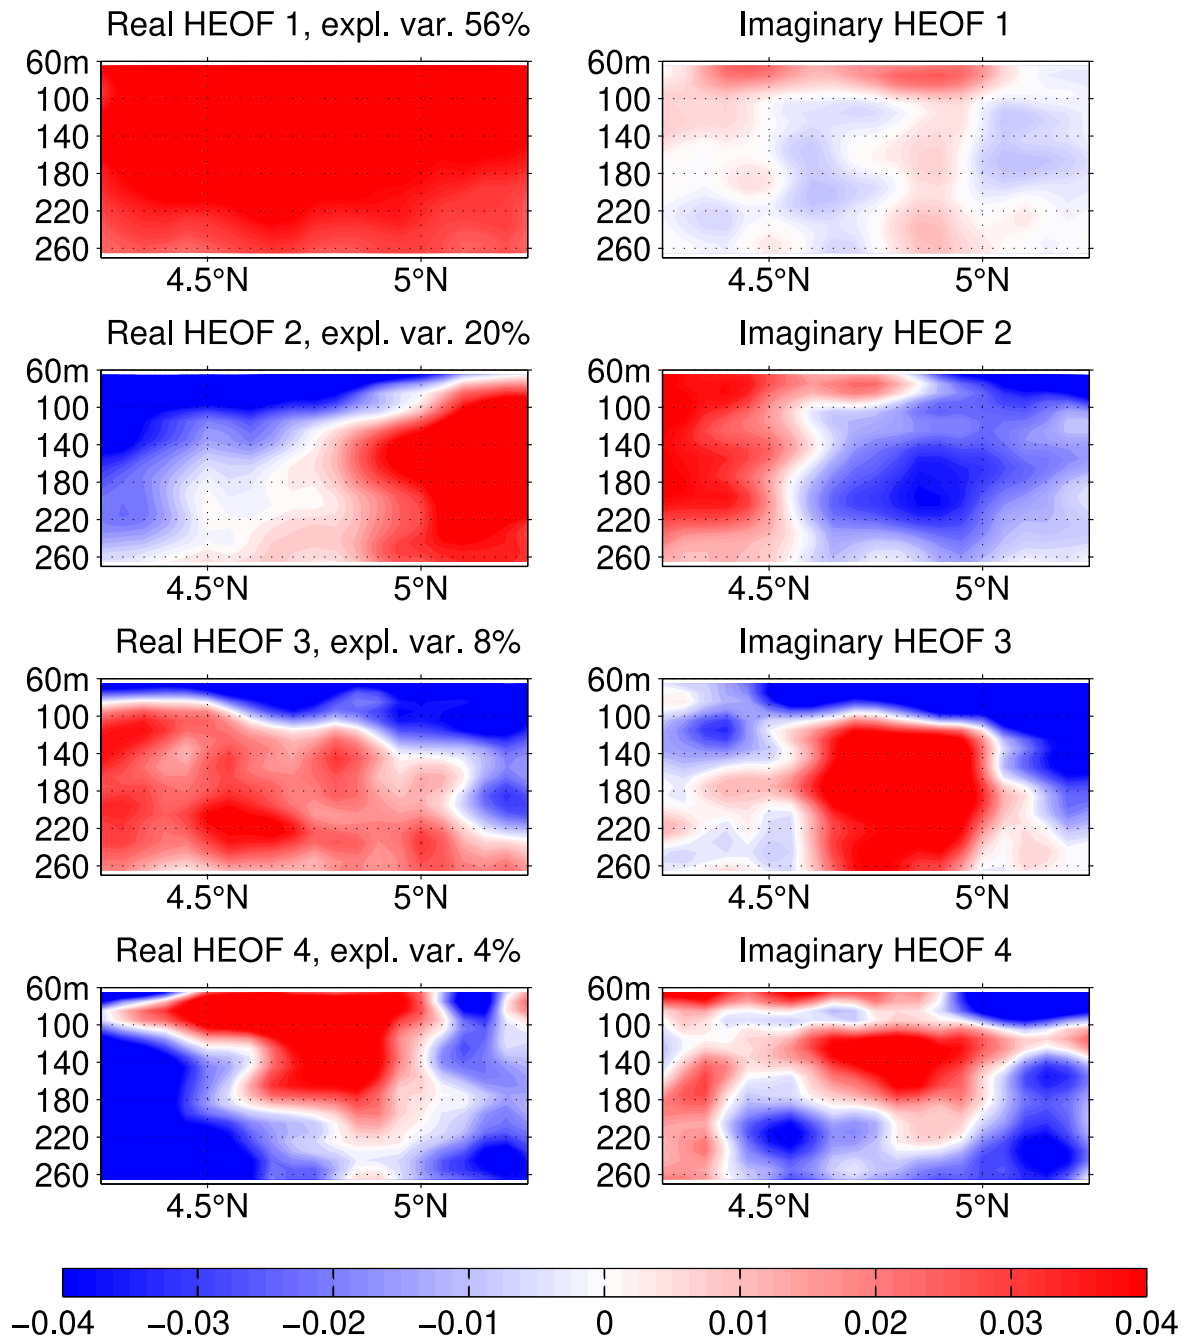 Real HEOF 1, expl. var. 56%
Imaginary HEOF 1
60m
100
140
180
220
260
4.5°N 5°N
60m
100
140
180
220
260
4.5°N 5°N
Real HEOF 2, expl. var. 20%
Imaginary HEOF 2
60m
100
140
180
220
260
4.5°N 5°N
60m
100
140
180
220
260
4.5°N 5°N
Real HEOF 3, expl. var. 8%
Imaginary HEOF 3
60m
100
140
180
220
260
4.5°N 5°N
60m
100
140
180
220
260
4.5°N 5°N
Real HEOF 4, expl. var. 4%
Imaginary HEOF 4
60m
100
140
180
220
260
4.5°N 5°N
60m
100
140
180
220
260
4.5°N 5°N
−0.04 −0.03 −0.02 −0.01 0 0.01 0.02 0.03 0.04